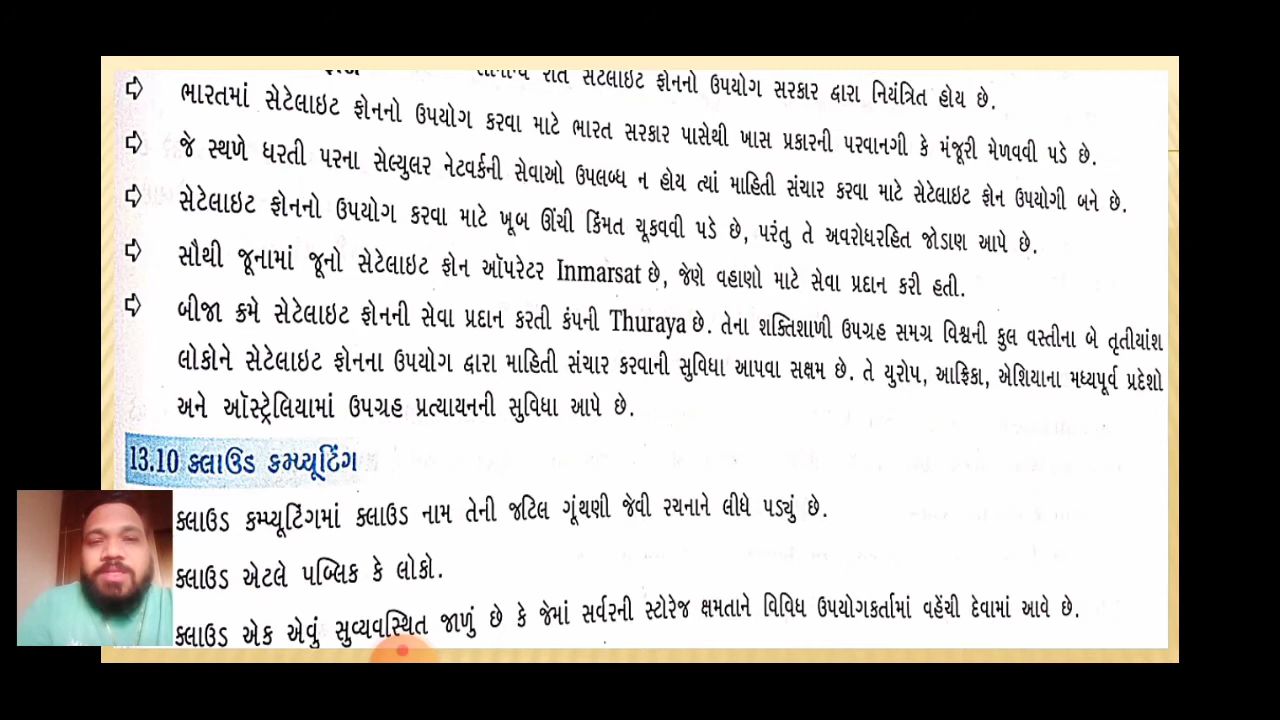 સેટેલાઇટ ફોનનો ઉપયોગ સરકાર દ્વારા નિયંત્રિત હોય છે.
⇨ ભારતમાં સેટેલાઇટ ફોનનો ઉપયોગ કરવા માટે ભારત સરકાર પાસેથી ખાસ પ્રકારની પરવાનગી કે મંજૂરી મેળવવી પડે છે.
⇨ જે સ્થળે ધરતી પરના સેલ્યુલર નેટવર્કની સેવાઓ ઉપલબ્ધ ન હોય ત્યાં માહિતી સંચાર કરવા માટે સેટેલાઇટ ફોન ઉપયોગી બને છે.
⇨ સેટેલાઇટ ફોનનો ઉપયોગ કરવા માટે ખૂબ ઊંચી કિંમત ચૂકવવી પડે છે, પરંતુ તે અવરોધરહિત જોડાણ આપે છે.
⇨ સૌથી જૂનામાં જૂનો સેટેલાઇટ ફોન ઑપરેટર Inmarsat છે, જેણે વહાણો માટે સેવા પ્રદાન કરી હતી.
⇨ બીજા ક્રમે સેટેલાઇટ ફોનની સેવા પ્રદાન કરતી કંપની Thuraya છે. તેના શક્તિશાળી ઉપગ્રહ સમગ્ર વિશ્વની કુલ વસ્તીના બે તૃતીયાંશ
લોકોને સેટેલાઇટ ફોનના ઉપયોગ દ્વારા માહિતી સંચાર કરવાની સુવિધા આપવા સક્ષમ છે. તે યુરોપ, આફ્રિકા, એશિયાના મધ્યપૂર્વ પ્રદેશો
અને ઑસ્ટ્રેલિયામાં ઉપગ્રહ પ્રત્યાયનની સુવિધા આપે છે.
13.10 ક્લાઉડ કમ્પ્યૂટિંગ
ક્લાઉડ કમ્પ્યૂટિંગમાં ક્લાઉડ નામ તેની જટિલ ગૂંથણી જેવી રચનાને લીધે પડ્યું છે.
ક્લાઉડ એટલે પબ્લિક કે લોકો.
ક્લાઉડ એક એવું સુવ્યવસ્થિત જાળું છે કે જેમાં સર્વરની સ્ટોરેજ ક્ષમતાને વિવિધ ઉપયોગકર્તામાં વહેંચી દેવામાં આવે છે.